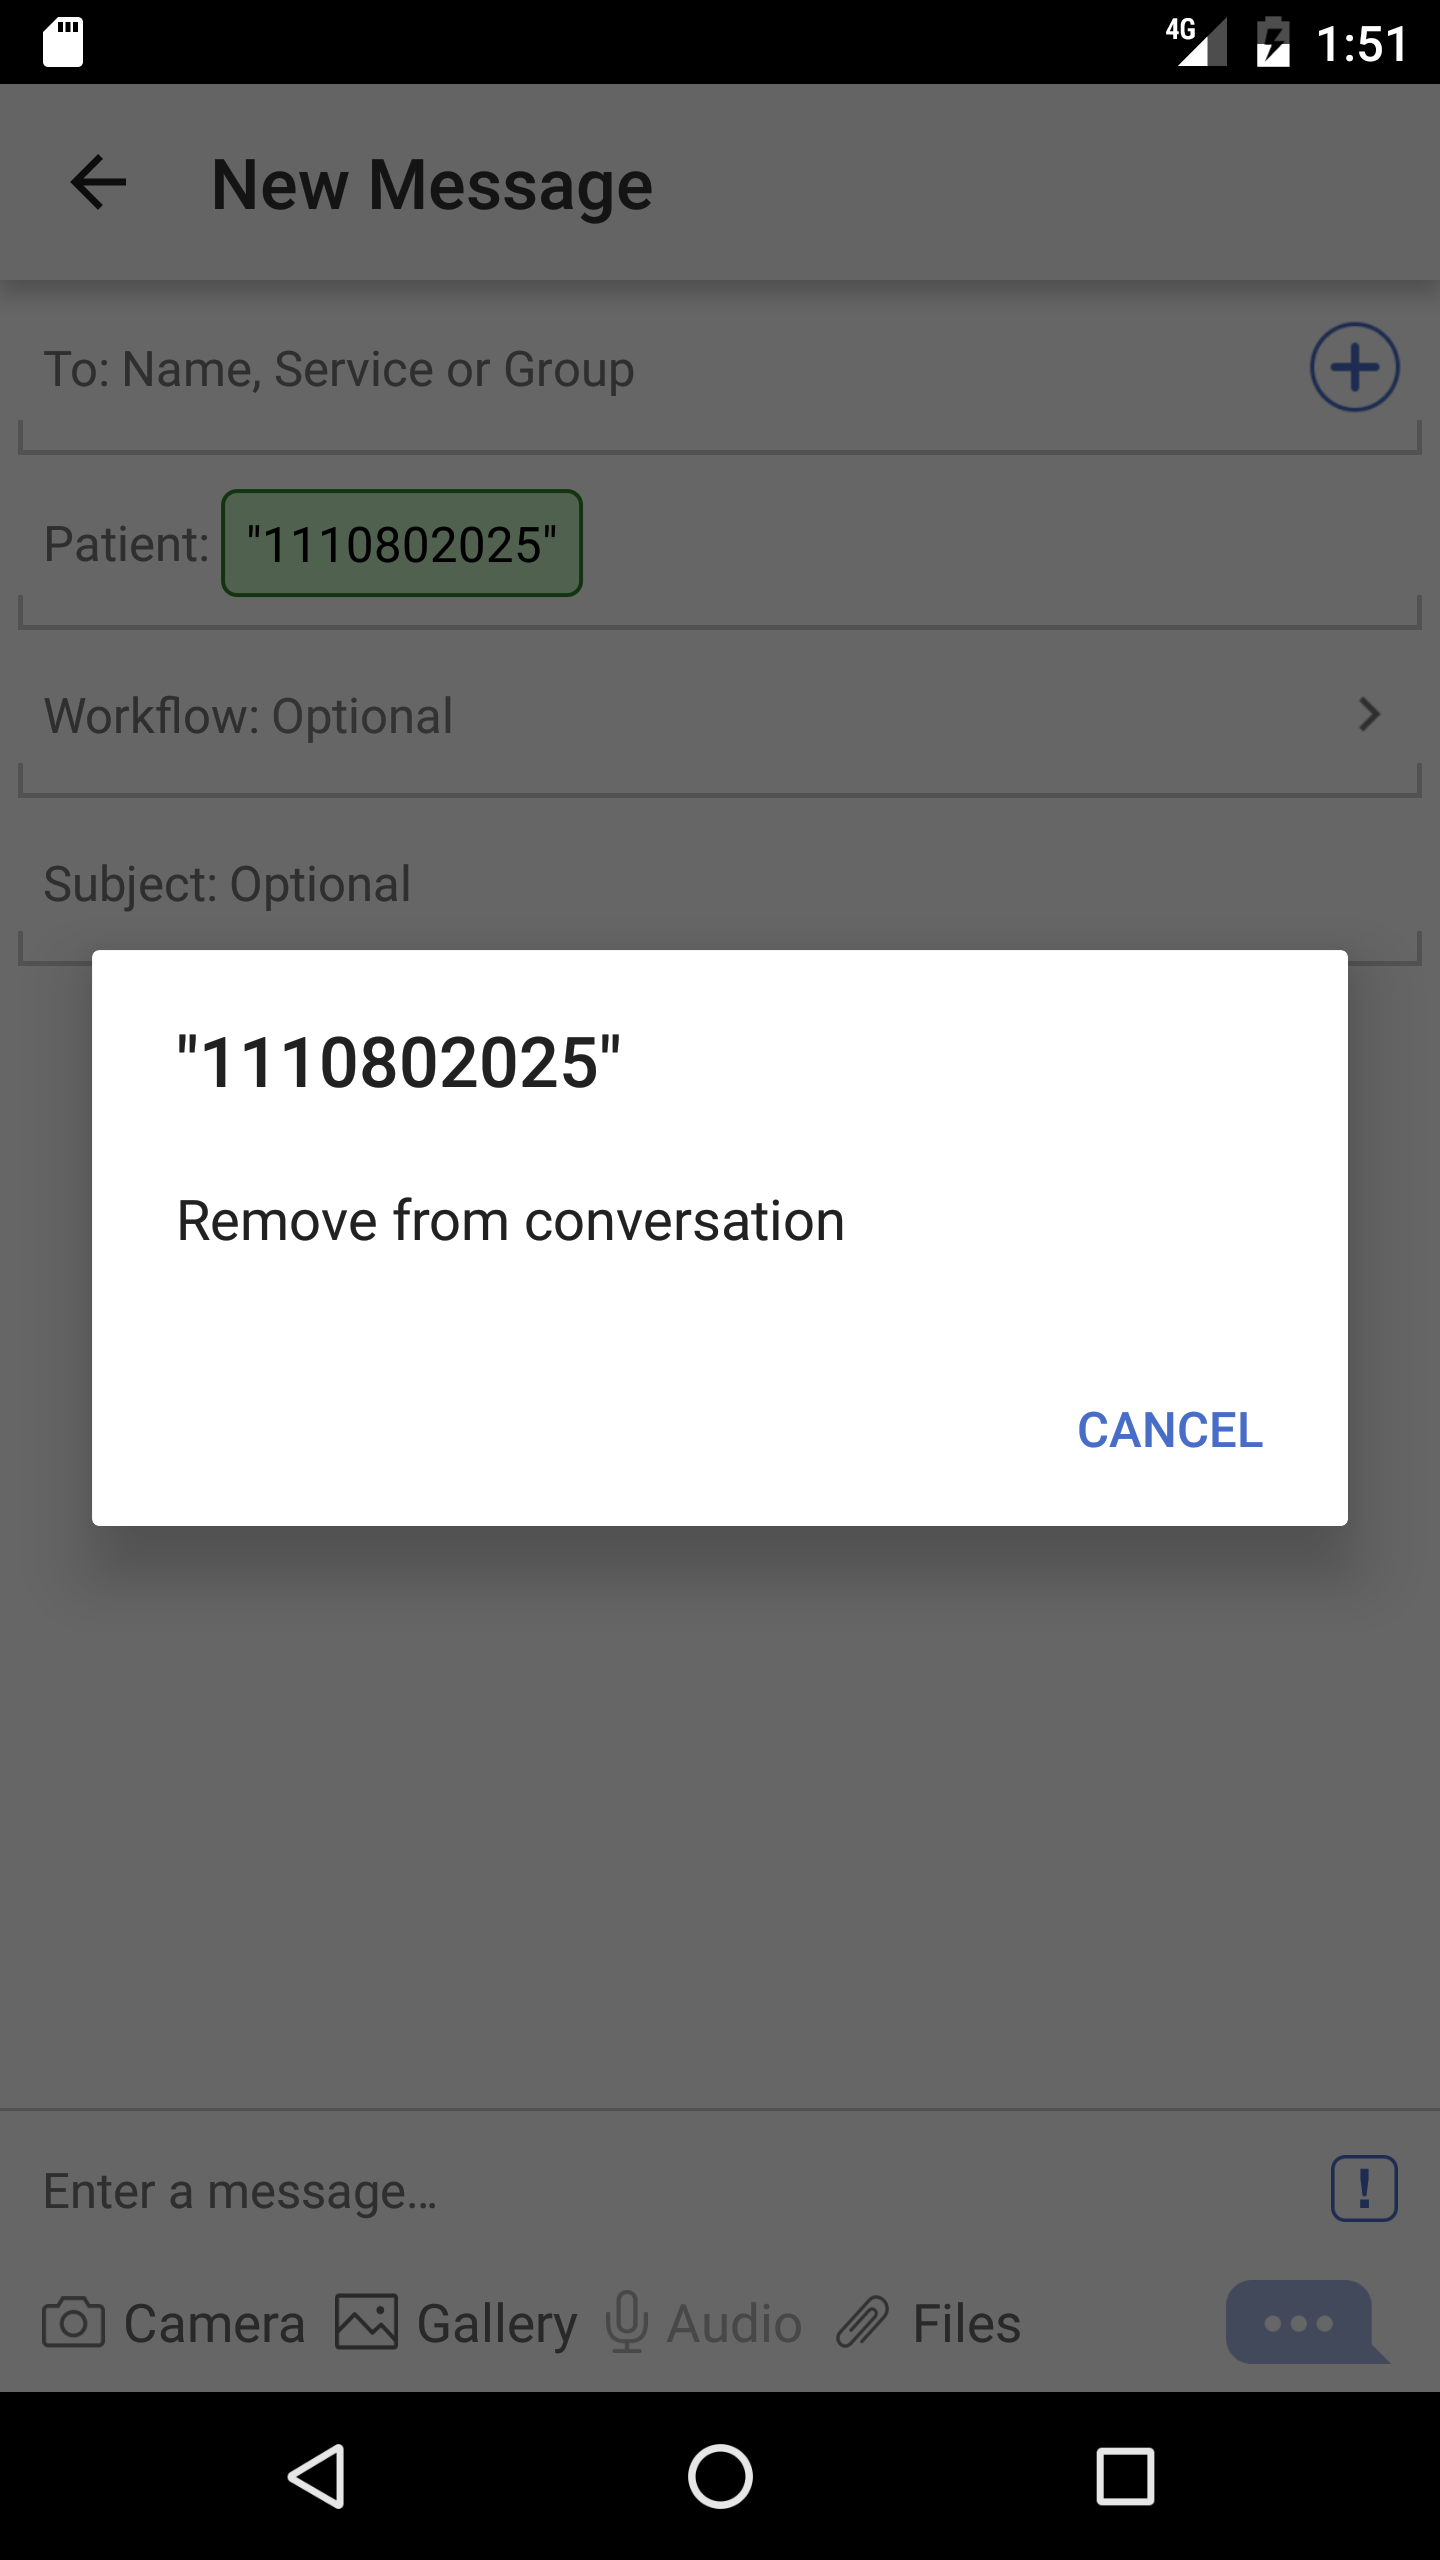 4G 1:51
New Message
To: Name, Service or Group
Patient: "1110802025"
Workflow: Optional
Subject: Optional
"1110802025"
Remove from conversation
CANCEL
Enter a message…
!
Camera Gallery Audio Files